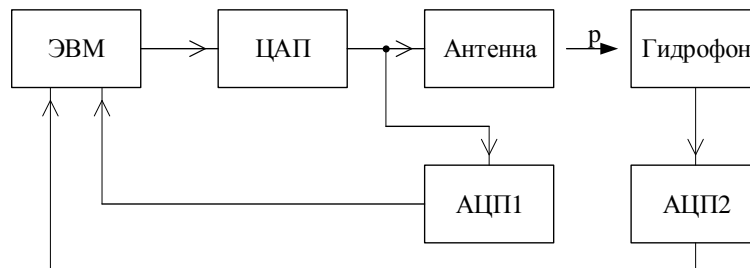 ЭВМ
ЦАП
Антенна
p
Гидрофон
АЦП1
АЦП2